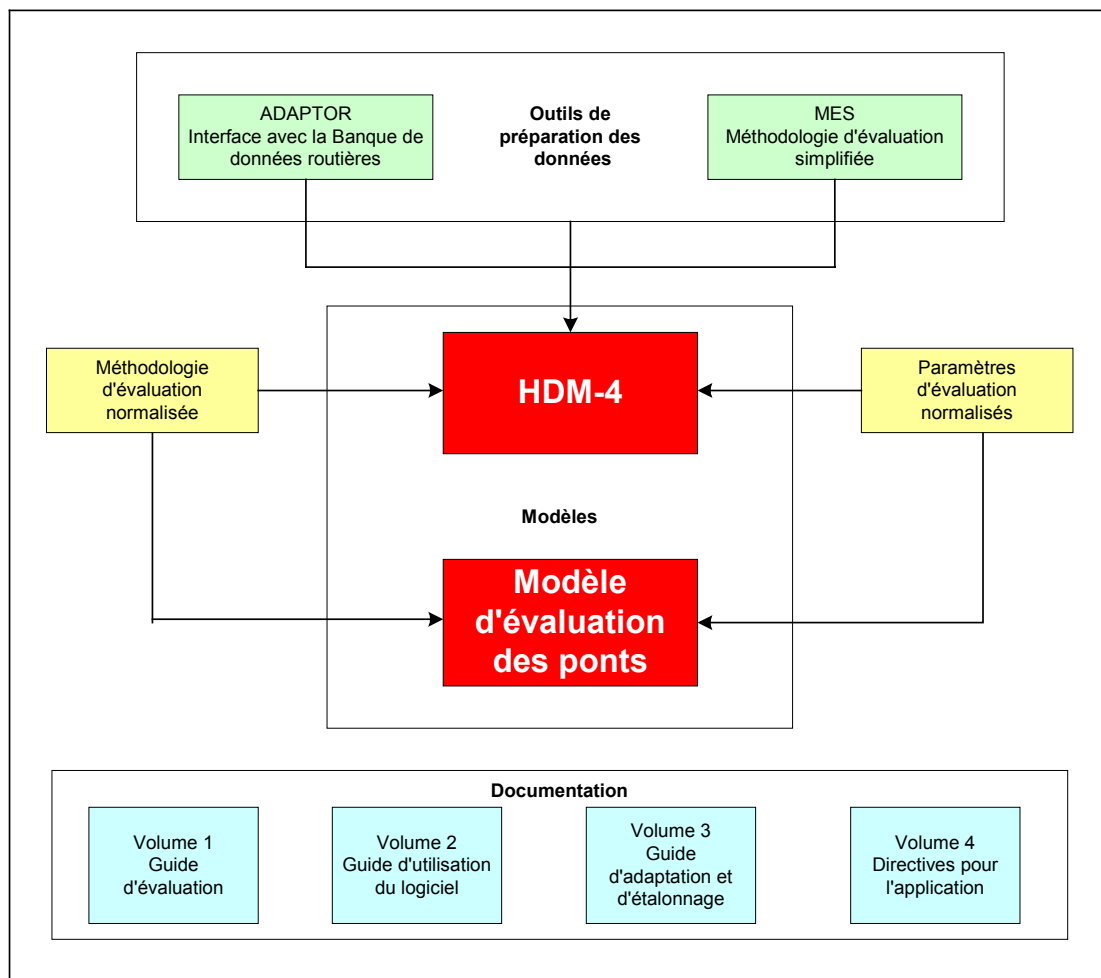 ADAPTOR
Interface avec la Banque de
données routières
Outils de
préparation des
données
MES
Méthodologie d'évaluation
simplifiée
Méthodologie
d'évaluation
normalisée
HDM-4
Paramètres
d'évaluation
normalisés
Modèles
Modèle
d'évaluation
des ponts
Documentation
Volume 1
Guide
d'évaluation
Volume 2
Guide d'utilisation
du logiciel
Volume 3
Guide
d'adaptation et
d'étalonnage
Volume 4
Directives pour
l'application